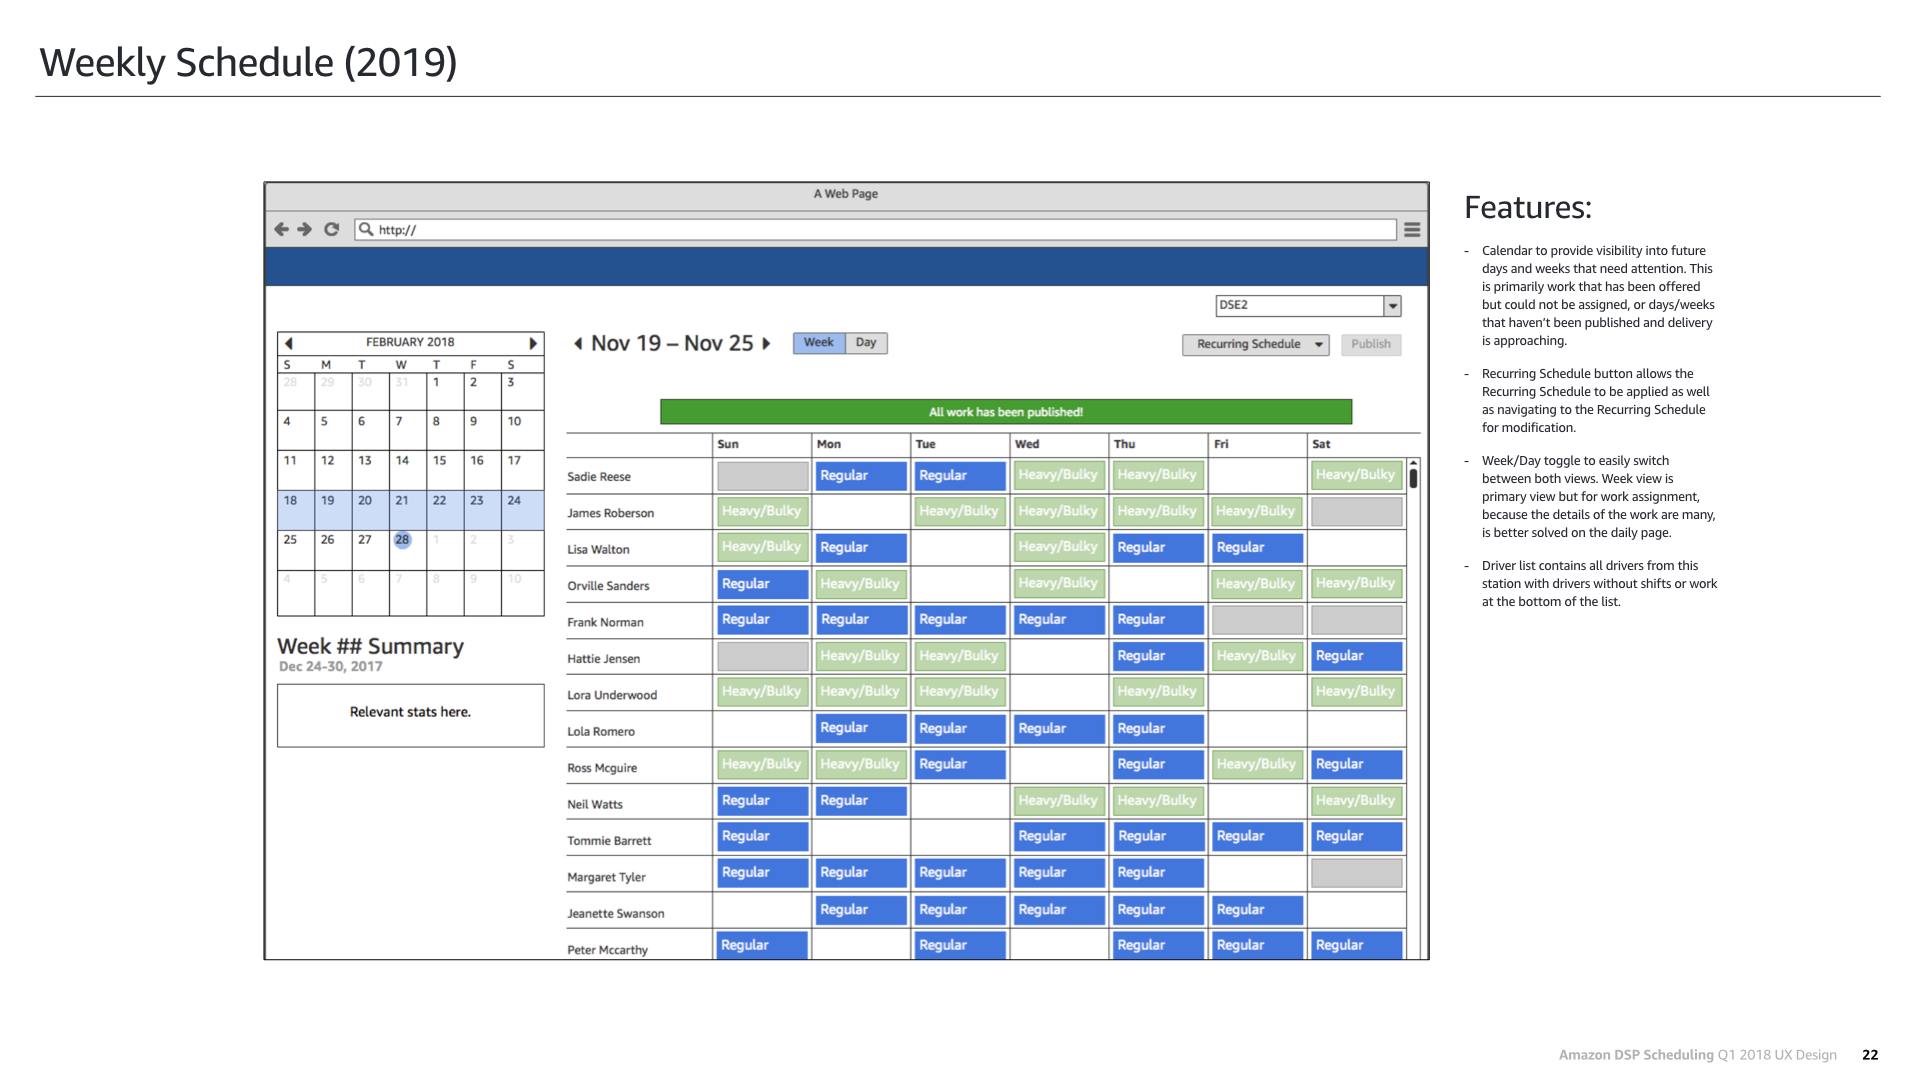 Weekly Schedule (2019)
A Web Page
http://
DSE2
FEBRUARY 2018
S M T W T F S
28 29 30 31 1 2 3
4 5 6 7 8 9 10
11 12 13 14 15 16 17
18 19 20 21 22 23 24
25 26 27 28 1 2 3
4 5 6 7 8 9 10
Week ## Summary
Dec 24-30, 2017
Relevant stats here.
Nov 19 – Nov 25
Week Day
Recurring Schedule
Publish
All work has been published!
Sun Mon Tue Wed Thu Fri Sat
Sadie Reese Regular Regular Heavy/Bulky Heavy/Bulky Heavy/Bulky
James Roberson Heavy/Bulky Heavy/Bulky Heavy/Bulky Heavy/Bulky Heavy/Bulky
Lisa Walton Heavy/Bulky Regular Heavy/Bulky Regular Regular
Orville Sanders Regular Heavy/Bulky Heavy/Bulky Heavy/Bulky Heavy/Bulky
Frank Norman Regular Regular Regular Regular Regular
Hattie Jensen Heavy/Bulky Heavy/Bulky Regular Heavy/Bulky Regular
Lora Underwood Heavy/Bulky Heavy/Bulky Heavy/Bulky Heavy/Bulky Heavy/Bulky
Lola Romero Regular Regular Regular Regular
Ross Mcguire Heavy/Bulky Heavy/Bulky Regular Regular Heavy/Bulky Regular
Neil Watts Regular Regular Heavy/Bulky Heavy/Bulky Heavy/Bulky
Tommie Barrett Regular Regular Regular Regular Regular
Margaret Tyler Regular Regular Regular Regular Regular
Jeanette Swanson Regular Regular Regular Regular Regular
Peter Mccarthy Regular Regular Regular Regular Regular
Features:
- Calendar to provide visibility into future
days and weeks that need attention. This
is primarily work that has been offered
but could not be assigned, or days/weeks
that haven’t been published and delivery
is approaching.
- Recurring Schedule button allows the
Recurring Schedule to be applied as well
as navigating to the Recurring Schedule
for modification.
- Week/Day toggle to easily switch
between both views. Week view is
primary view but for work assignment,
because the details of the work are many,
is better solved on the daily page.
- Driver list contains all drivers from this
station with drivers without shifts or work
at the bottom of the list.
Amazon DSP Scheduling Q1 2018 UX Design 22